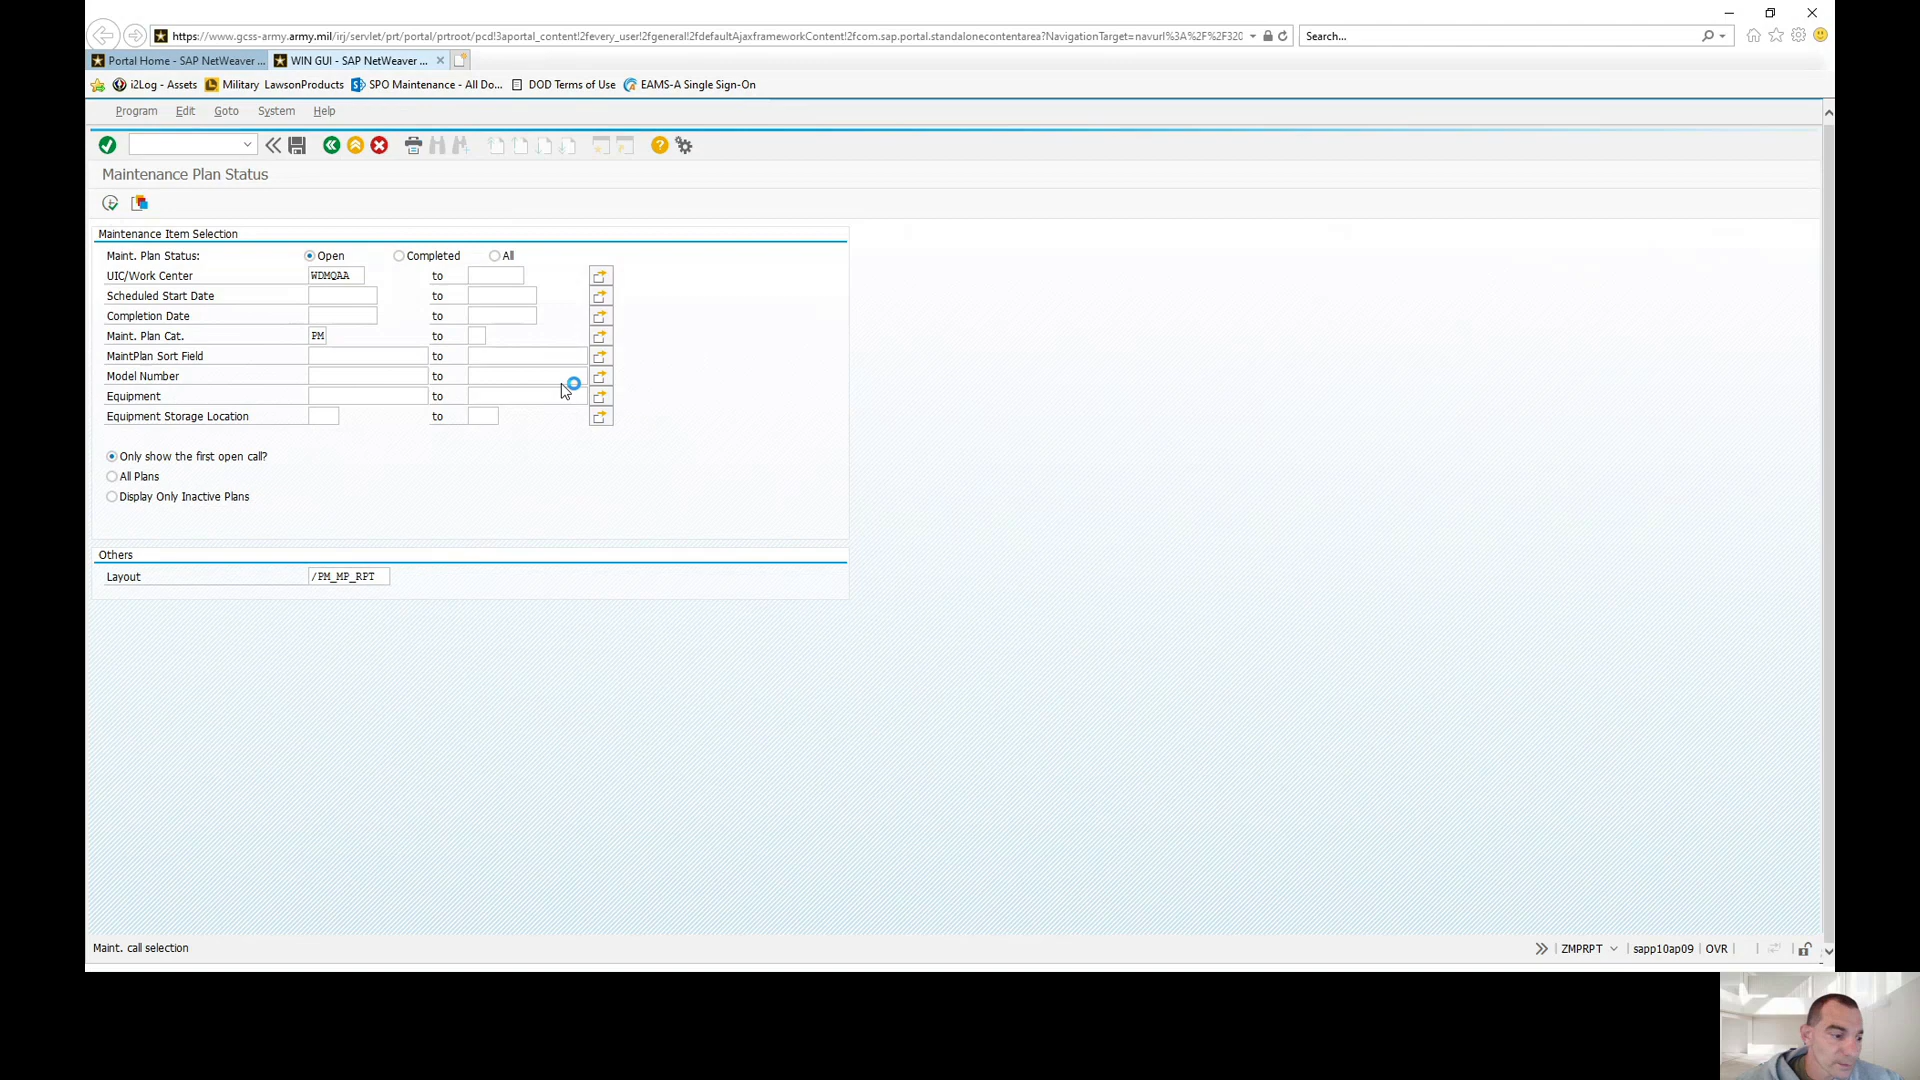 https://www.gcss-army.army.mil/irj/servlet/prt/portal/prtroot/pcd!3aportal_content!2fevery_user!2fgeneral!2fdefaultAjaxframeworkContent!2fcom.sap.portal.standalonecontentarea?NavigationTarget=navurl%3A%2F%2F320 Search...
Portal Home - SAP NetWeaver ... WIN GUI - SAP NetWeaver ...
i2Log - Assets Military LawsonProducts SPO Maintenance - All Do... DOD Terms of Use EAMS-A Single Sign-On
Program Edit Goto System Help
Maintenance Plan Status
Maintenance Item Selection
Maint. Plan Status: Open Completed All
UIC/Work Center WDMQAA to
Scheduled Start Date to
Completion Date to
Maint. Plan Cat. PM to
MaintPlan Sort Field to
Model Number to
Equipment to
Equipment Storage Location to
Only show the first open call?
All Plans
Display Only Inactive Plans
Others
Layout /PM_MP_RPT
Maint. call selection ZMPRPT sapp10ap09 OVR